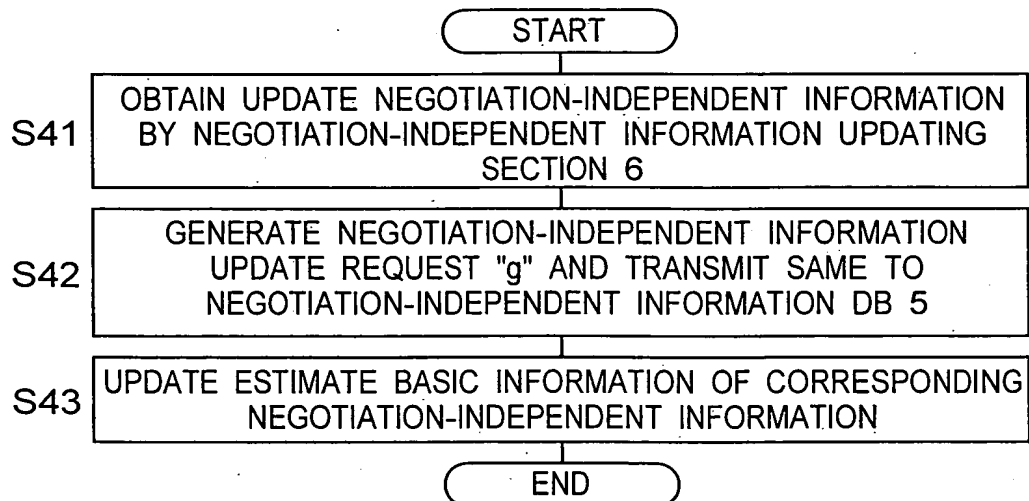 START
S41
OBTAIN UPDATE NEGOTIATION-INDEPENDENT INFORMATION
BY NEGOTIATION-INDEPENDENT INFORMATION UPDATING
SECTION 6
S42
GENERATE NEGOTIATION-INDEPENDENT INFORMATION
UPDATE REQUEST "g" AND TRANSMIT SAME TO
NEGOTIATION-INDEPENDENT INFORMATION DB 5
S43
UPDATE ESTIMATE BASIC INFORMATION OF CORRESPONDING
NEGOTIATION-INDEPENDENT INFORMATION
END